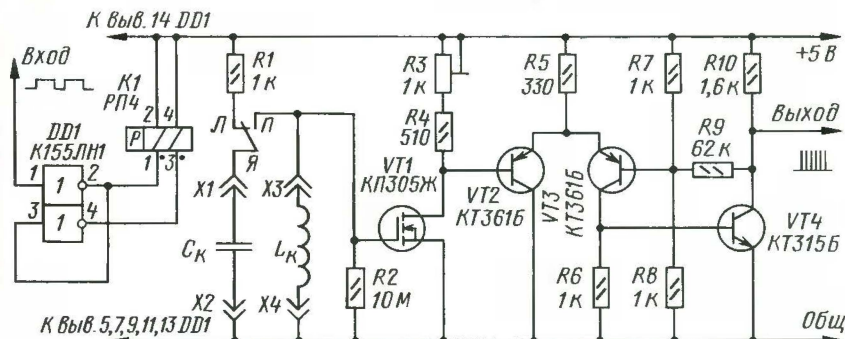 К Выв. 14 DD1
+5 В
Вход
К1
РП4
2 4
Р
1 3
DD1
К155ЛН1
1 1 2
3 1 4
R1
1 к
Л П
Я
X1
X3
Cк
Lк
X2
X4
R2
10 М
VT1
КП305Ж
R3
1 к
R4
510
R5
330
VT2
КТ361Б
VT3
КТ361Б
R6
1 к
R7
1 к
R8
1 к
R9
62 к
R10
1,6 к
Выход
VT4
КТ315Б
К Выв. 5,7,9,11,13 DD1
Общ